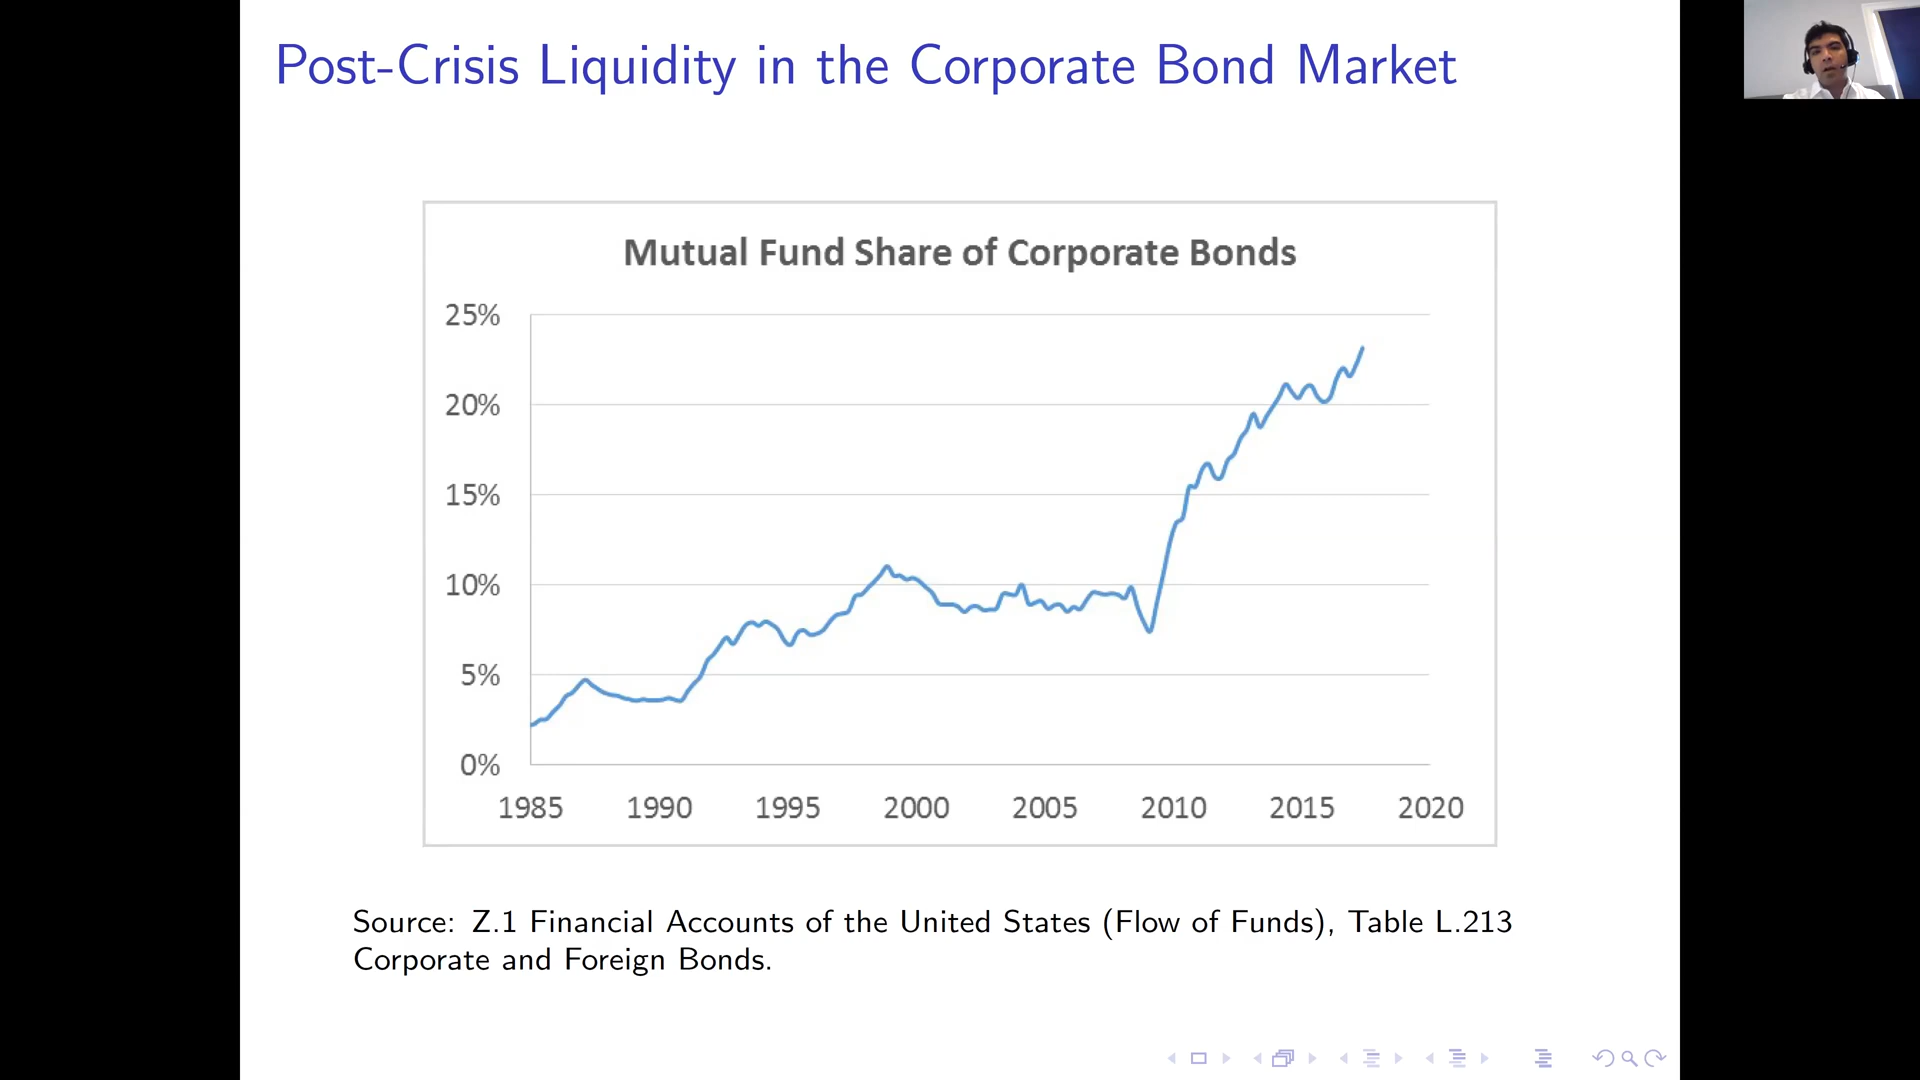 Post-Crisis Liquidity in the Corporate Bond Market
Mutual Fund Share of Corporate Bonds
25%
20%
15%
10%
5%
0%
1985 1990 1995 2000 2005 2010 2015 2020
Source: Z.1 Financial Accounts of the United States (Flow of Funds), Table L.213
Corporate and Foreign Bonds.